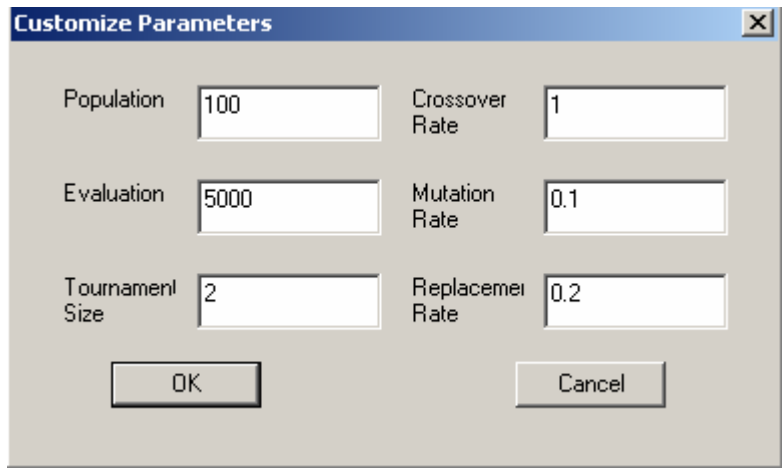 Customize Parameters
Population 100 Crossover Rate 1
Evaluation 5000 Mutation Rate 0.1
Tournament Size 2 Replacemen Rate 0.2
OK Cancel